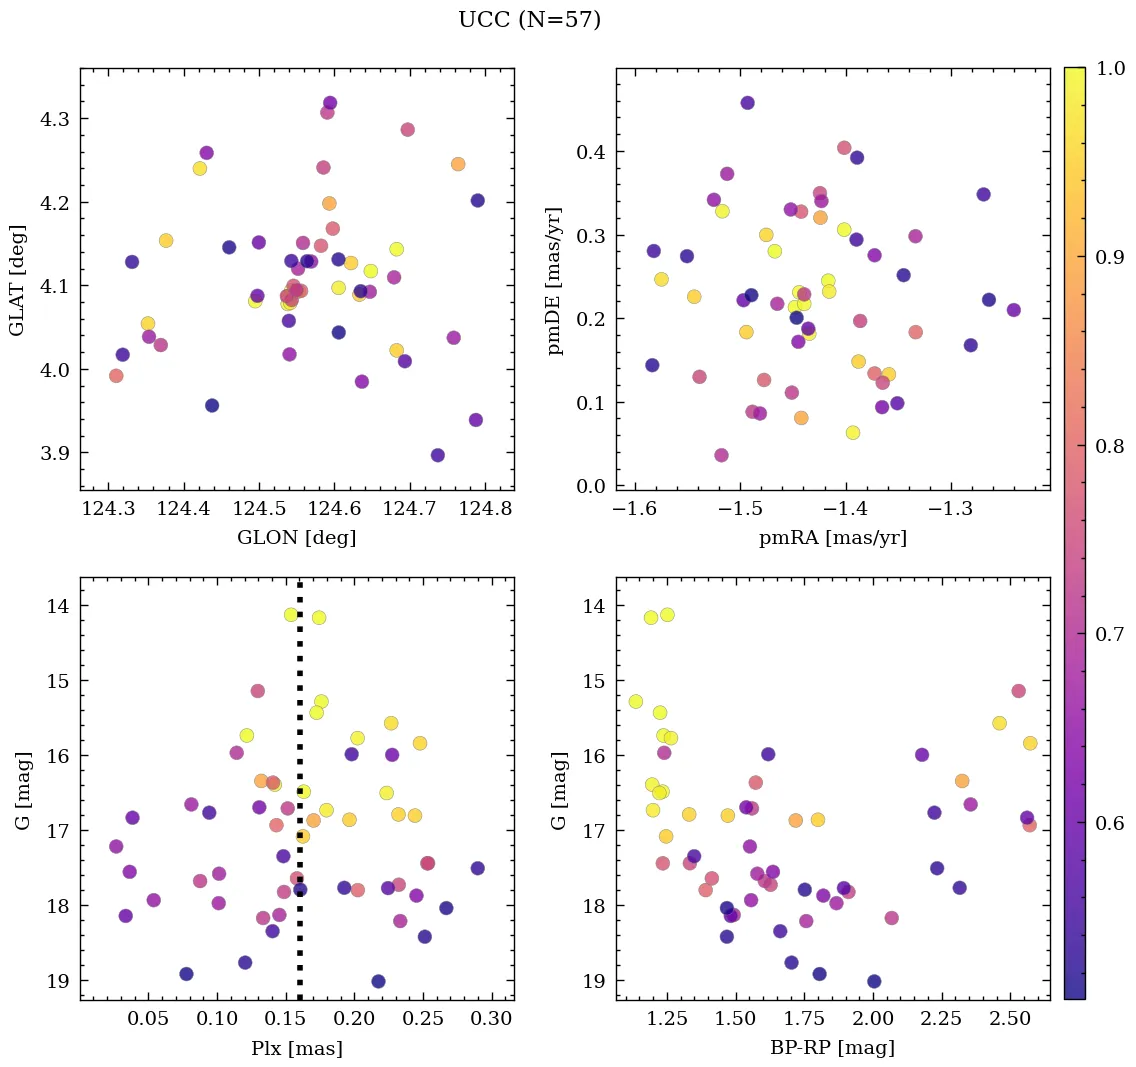 UCC (N=57)
4.3
4.2
4.1
4.0
3.9
GLAT [deg]
124.3 124.4 124.5 124.6 124.7 124.8
GLON [deg]
0.4
0.3
0.2
0.1
0.0
pmDE [mas/yr]
−1.6 −1.5 −1.4 −1.3
pmRA [mas/yr]
1.0
0.9
0.8
0.7
0.6
14
15
16
17
18
19
G [mag]
0.05 0.10 0.15 0.20 0.25 0.30
Plx [mas]
14
15
16
17
18
19
G [mag]
1.25 1.50 1.75 2.00 2.25 2.50
BP-RP [mag]